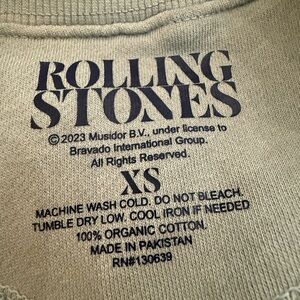 ROLLING
STONES
©2023 Musidor B.V., under license to
Bravado International Group.
All Rights Reserved.
XS
MACHINE WASH COLD. DO NOT BLEACH.
TUMBLE DRY LOW. COOL IRON IF NEEDED
100% ORGANIC COTTON.
MADE IN PAKISTAN
RN#130639